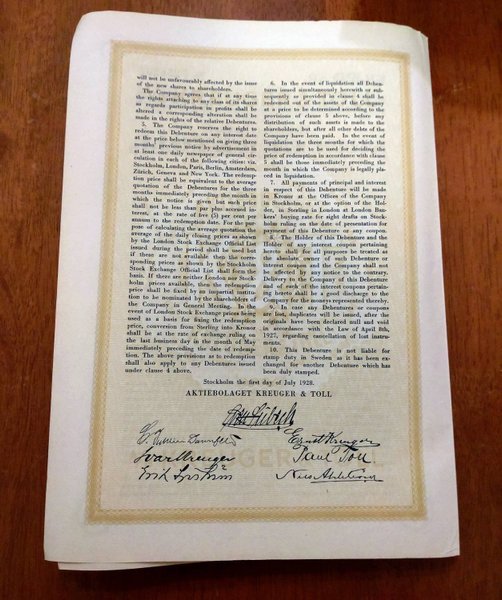 will not be unfavourably affected by the issue
of the new shares to shareholders.
The Company agrees that if at any time
the rights attaching to any class of its shares
as regards participation in profits shall be
altered a corresponding alteration shall be
made in the rights of the relative Debentures.
5. The Company reserves the right to
redeem this Debenture on any interest date
at the price below mentioned on giving three
months' previous notice by advertisement in
at least one daily newspaper of general cir-
culation in each of the following cities: viz.
Stockholm, London, Paris, Berlin, Amsterdam,
Zürich, Geneva and New York. The redemp-
tion price shall be equivalent to the average
quotation of the Debentures for the three
months immediately preceding the month in
which the notice is given but such price
shall not be less than par plus accrued in-
terest, at the rate of five (5) per cent per
annum to the redemption date. For the pur-
pose of calculating the average quotation the
average of the daily closing prices as shown
by the London Stock Exchange Official List
issued during the period shall be used but
if these are not available then the corre-
sponding prices as shown by the Stockholm
Stock Exchange Official List shall form the
basis. If there are neither London nor Stock-
holm prices available, then the redemption
price shall be fixed by an impartial institu-
tion to be nominated by the shareholders of
the Company in General Meeting. In the
event of London Stock Exchange prices being
used as a basis for fixing the redemption
price, conversion from Sterling into Kronor
shall be at the rate of exchange ruling on
the last business day in the month of May
immediately preceding the date of redemp-
tion. The above provisions as to redemption
shall also apply to any Debentures issued
under clause 4 above.
6. In the event of liquidation all Deben-
tures issued simultaneously herewith or sub-
sequently as provided in clause 4 shall be
redeemed out of the assets of the Company
at a price to be determined according to the
provisions of clause 5 above, before any
distribution of such assets is made to the
shareholders, but after all other debts of the
Company have been paid. In the event of
liquidation the three months for which the
quotations are to be used for deciding the
price of redemption in accordance with clause
5 shall be those immediately preceding the
month in which the Company is legally pla-
ced in liquidation.
7. All payments of principal and interest
in respect of this Debenture will be made
in Kronor at the Offices of the Company
in Stockholm, or at the option of the Hol-
der, in Sterling in London at London Ban-
kers' buying rate for sight drafts on Stock-
holm ruling on the date of presentation for
payment of this Debenture or any coupon.
8. The Holder of this Debenture and the
Holder of any interest coupon pertaining
hereto shall for all purposes be treated as
the absolute owner of such Debenture or
interest coupon and the Company shall not
be affected by any notice to the contrary.
Delivery to the Company of this Debenture
and of each of the interest coupons pertain-
ing hereto shall be a good discharge to the
Company for the moneys represented thereby.
9. In case any Debentures or coupons
are lost, duplicates will be issued, after the
originals have been declared null and void
in accordance with the Law of April 8th,
1927, regarding cancellation of lost instru-
ments.
10. This Debenture is not liable for
stamp duty in Sweden as it has been ex-
changed for another Debenture which has
been duly stamped.
Stockholm the first day of July 1928.
AKTIEBOLAGET KREUGER & TOLL
Ernst Kreuger
Ivar Kreuger
Paul Toll
KREUGER TOLL